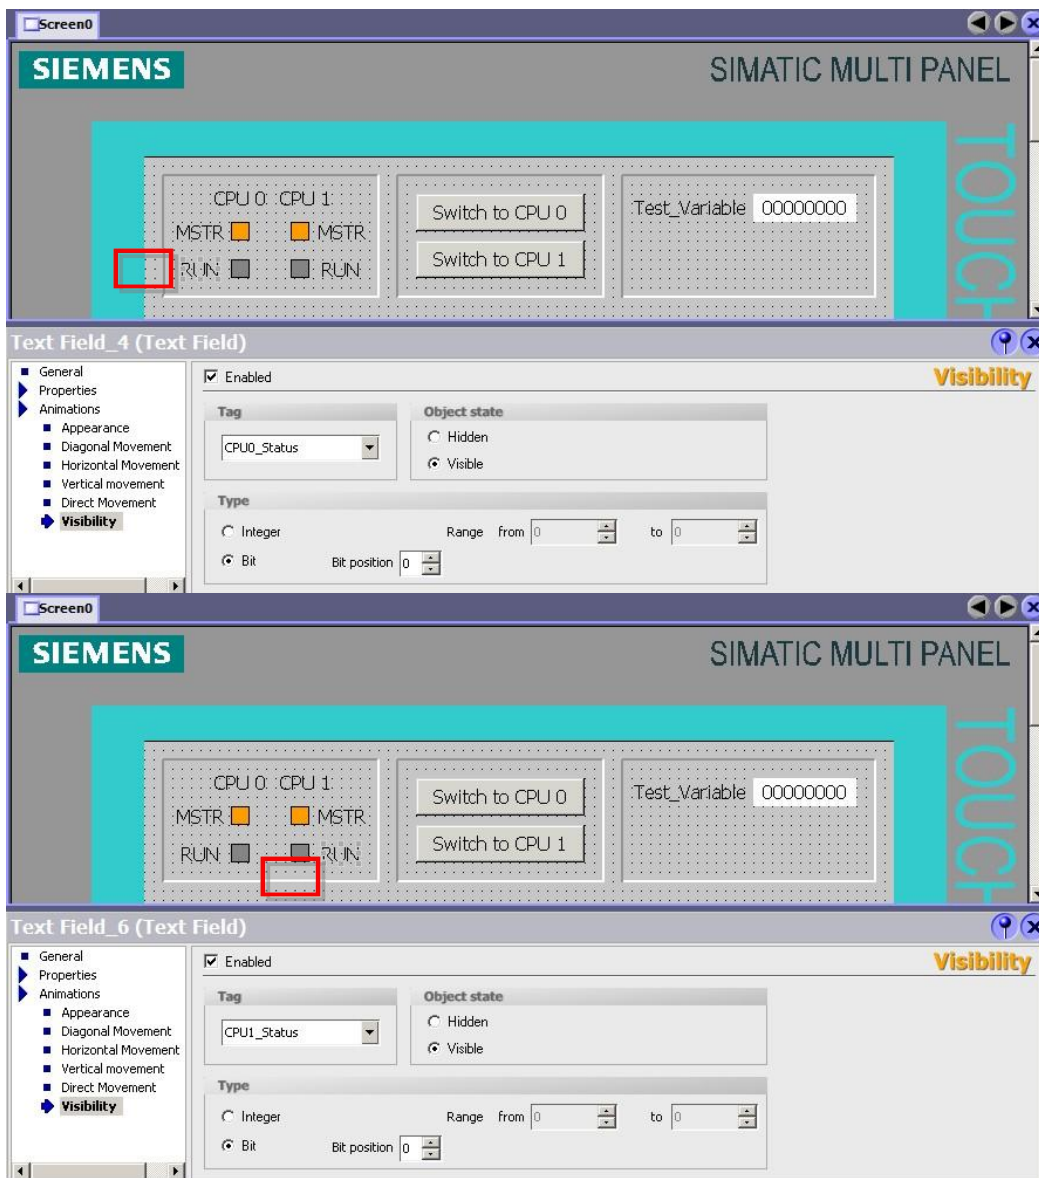 Screen0
SIEMENS
SIMATIC MULTI PANEL
TOUCH
CPU 0 CPU 1
MSTR MSTR
RUN RUN
Switch to CPU 0
Switch to CPU 1
Test_Variable 00000000
Text Field_4 (Text Field)
General
Properties
Animations
Appearance
Diagonal Movement
Horizontal Movement
Vertical movement
Direct Movement
Visibility
Enabled
Visibility
Tag
CPU0_Status
Object state
Hidden
Visible
Type
Integer Range from 0 to 0
Bit Bit position 0
Screen0
SIEMENS
SIMATIC MULTI PANEL
TOUCH
CPU 0 CPU 1
MSTR MSTR
RUN RUN
Switch to CPU 0
Switch to CPU 1
Test_Variable 00000000
Text Field_6 (Text Field)
General
Properties
Animations
Appearance
Diagonal Movement
Horizontal Movement
Vertical movement
Direct Movement
Visibility
Enabled
Visibility
Tag
CPU1_Status
Object state
Hidden
Visible
Type
Integer Range from 0 to 0
Bit Bit position 0